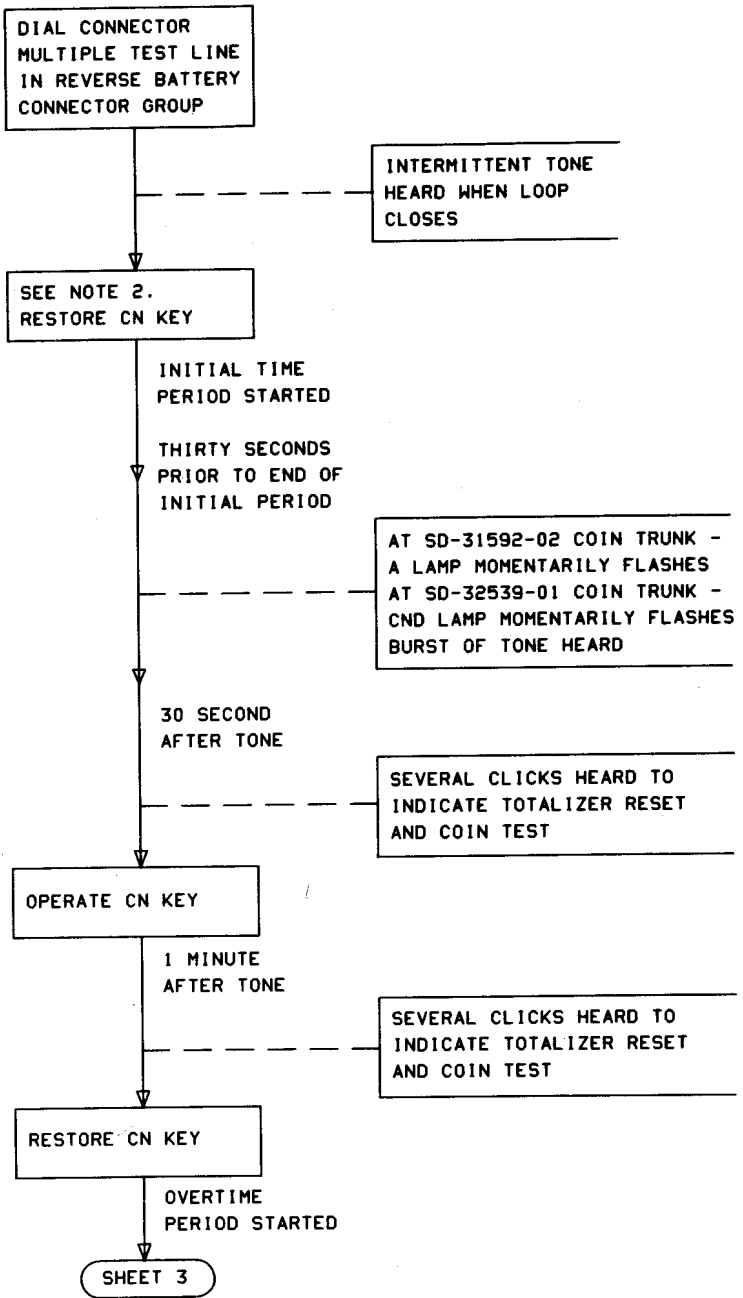 DIAL CONNECTOR
MULTIPLE TEST LINE
IN REVERSE BATTERY
CONNECTOR GROUP
INTERMITTENT TONE
HEARD WHEN LOOP
CLOSES
SEE NOTE 2.
RESTORE CN KEY
INITIAL TIME
PERIOD STARTED
THIRTY SECONDS
PRIOR TO END OF
INITIAL PERIOD
AT SD-31592-02 COIN TRUNK -
A LAMP MOMENTARILY FLASHES
AT SD-32539-01 COIN TRUNK -
CND LAMP MOMENTARILY FLASHES
BURST OF TONE HEARD
30 SECOND
AFTER TONE
SEVERAL CLICKS HEARD TO
INDICATE TOTALIZER RESET
AND COIN TEST
OPERATE CN KEY
1 MINUTE
AFTER TONE
SEVERAL CLICKS HEARD TO
INDICATE TOTALIZER RESET
AND COIN TEST
RESTORE CN KEY
OVERTIME
PERIOD STARTED
SHEET 3